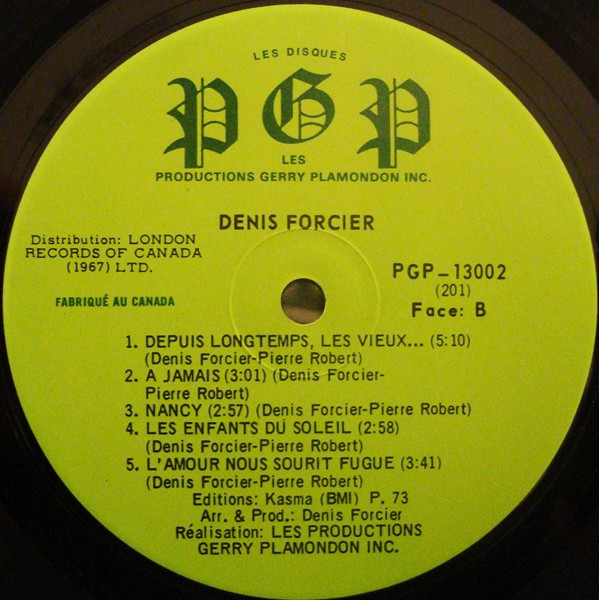 LES DISQUES
PGP
LES
PRODUCTIONS GERRY PLAMONDON INC.
DENIS FORCIER
Distribution: LONDON
RECORDS OF CANADA
(1967) LTD.
FABRIQUÉ AU CANADA
PGP-13002
(201)
Face: B
1. DEPUIS LONGTEMPS, LES VIEUX... (5:10)
(Denis Forcier-Pierre Robert)
2. A JAMAIS (3:01) (Denis Forcier-
Pierre Robert)
3. NANCY (2:57) (Denis Forcier-Pierre Robert)
4. LES ENFANTS DU SOLEIL (2:58)
(Denis Forcier-Pierre Robert)
5. L'AMOUR NOUS SOURIT FUGUE (3:41)
(Denis Forcier-Pierre Robert)
Editions: Kasma (BMI) P. 73
Arr. & Prod.: Denis Forcier
Réalisation: LES PRODUCTIONS
GERRY PLAMONDON INC.